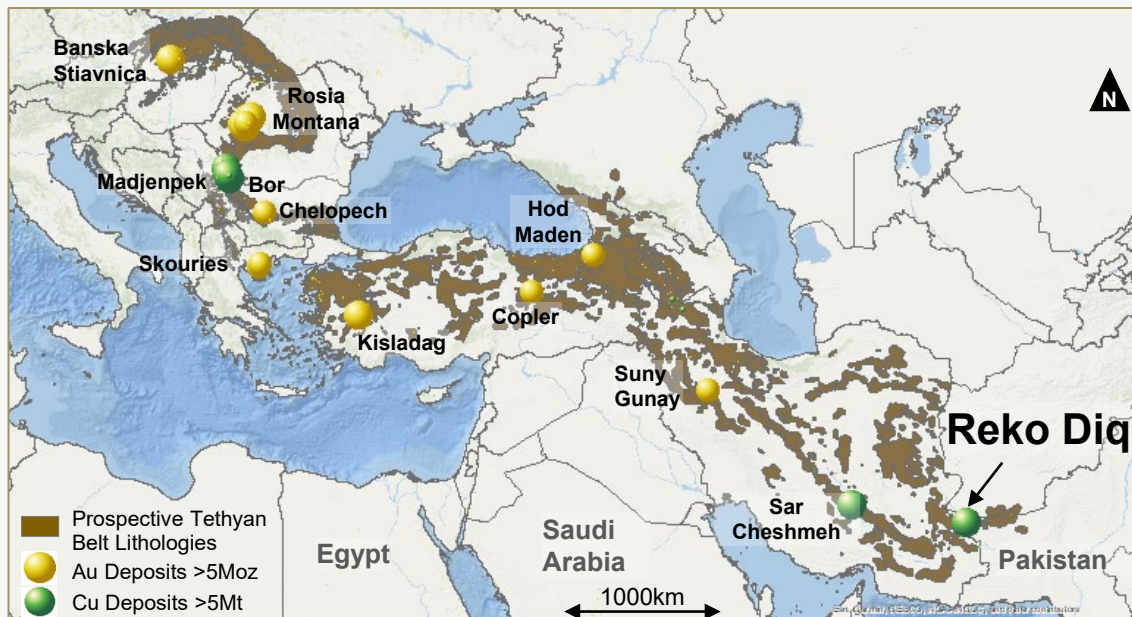 Banska
Stiavnica
Rosia
Montana
N
Madjenpek
Bor
Chelopech
Hod
Maden
Skouries
Copler
Kisladag
Suny
Gunay
Reko Diq
Sar
Cheshmeh
Pakistan
Egypt
Saudi
Arabia
Prospective Tethyan
Belt Lithologies
Au Deposits >5Moz
Cu Deposits >5Mt
1000km